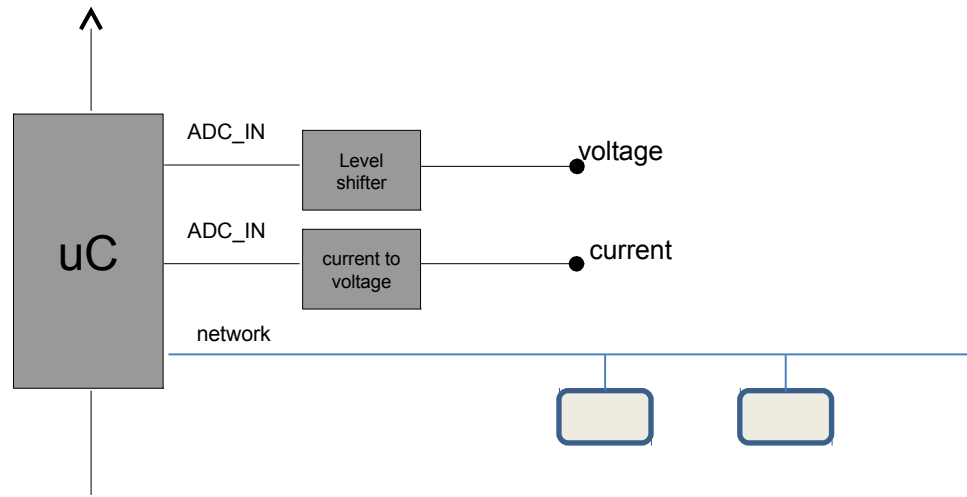 ADC_IN
Level
shifter
voltage
uC
ADC_IN
current to
voltage
current
network